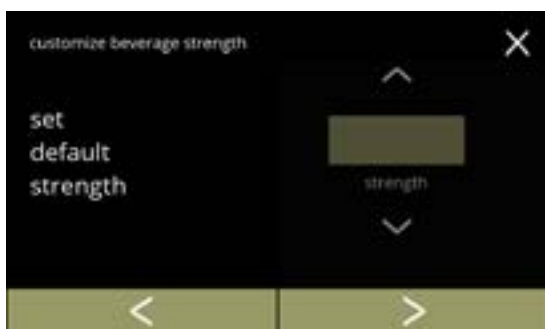 customize beverage strength
set
default
strength
strength